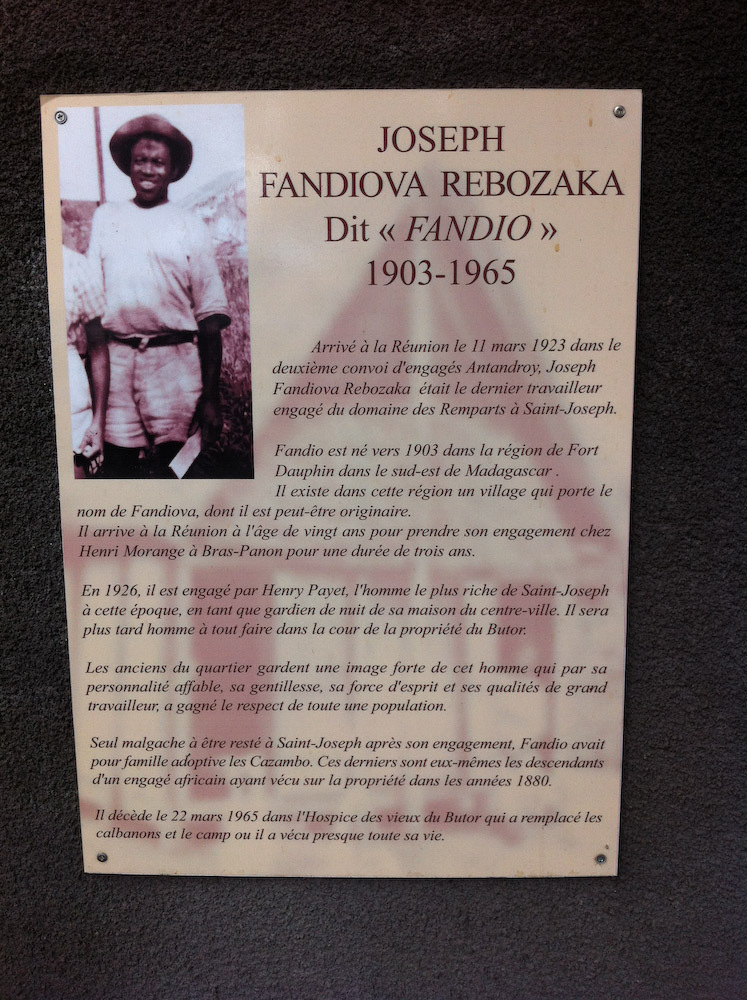 JOSEPH
FANDIOVA REBOZAKA
Dit « FANDIO »
1903-1965
Arrivé à la Réunion le 11 mars 1923 dans le
deuxième convoi d'engagés Antandroy, Joseph
Fandiova Rebozaka était le dernier travailleur
engagé du domaine des Remparts à Saint-Joseph.
Fandio est né vers 1903 dans la région de Fort
Dauphin dans le sud-est de Madagascar .
Il existe dans cette région un village qui porte le
nom de Fandiova, dont il est peut-être originaire.
Il arrive à la Réunion à l'âge de vingt ans pour prendre son engagement chez
Henri Morange à Bras-Panon pour une durée de trois ans.
En 1926, il est engagé par Henry Payet, l'homme le plus riche de Saint-Joseph
à cette époque, en tant que gardien de nuit de sa maison du centre-ville. Il sera
plus tard homme à tout faire dans la cour de la propriété du Butor.
Les anciens du quartier gardent une image forte de cet homme qui par sa
personnalité affable, sa gentillesse, sa force d'esprit et ses qualités de grand
travailleur, a gagné le respect de toute une population.
Seul malgache à être resté à Saint-Joseph après son engagement, Fandio avait
pour famille adoptive les Cazambo. Ces derniers sont eux-mêmes les descendants
d'un engagé africain ayant vécu sur la propriété dans les années 1880.
Il décède le 22 mars 1965 dans l'Hospice des vieux du Butor qui a remplacé les
calbanons et le camp ou il a vécu presque toute sa vie.